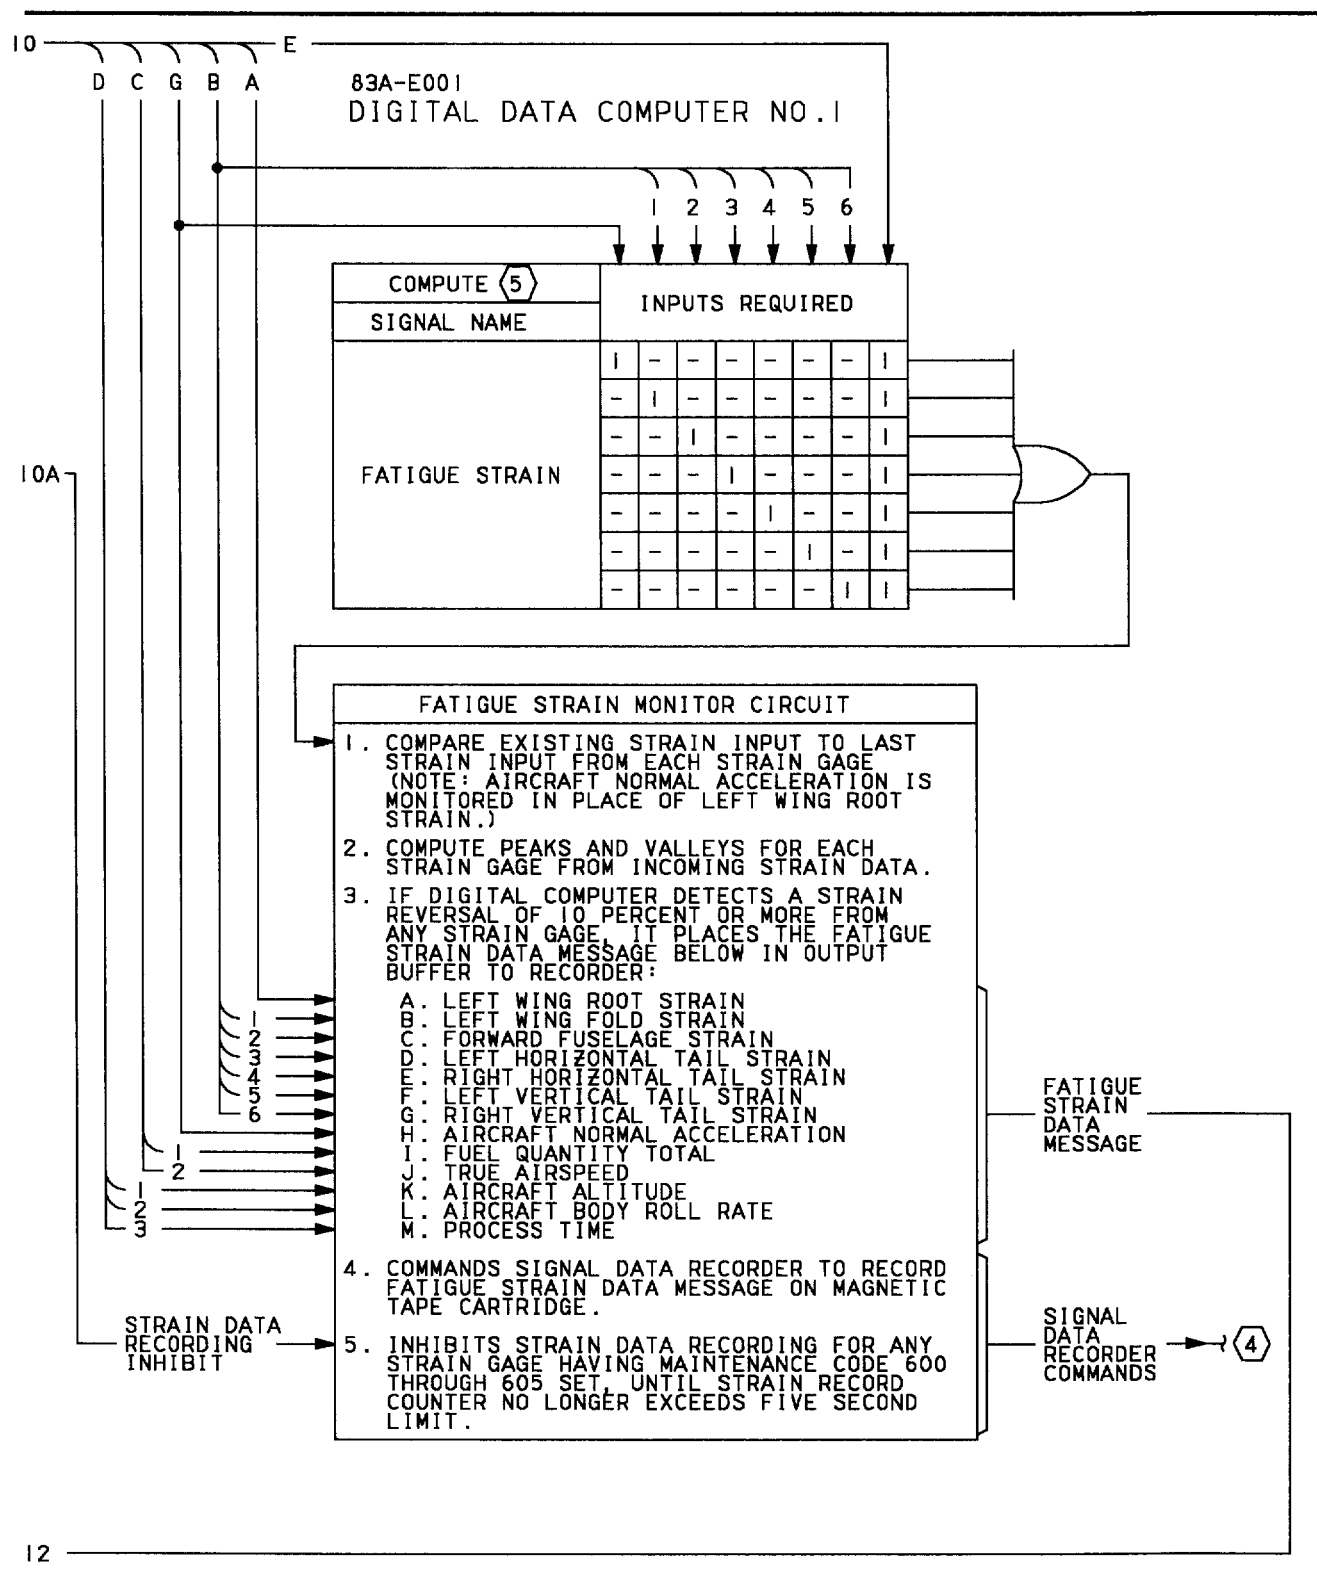 10
E
D C G B A
83A-E001
DIGITAL DATA COMPUTER NO.1
1 2 3 4 5 6
COMPUTE 5
INPUTS REQUIRED
SIGNAL NAME
1 - - - - - - 1
- 1 - - - - - 1
- - 1 - - - - 1
10A
FATIGUE STRAIN
- - - 1 - - - 1
- - - - 1 - - 1
- - - - - 1 - 1
- - - - - - 1 1
FATIGUE STRAIN MONITOR CIRCUIT
1. COMPARE EXISTING STRAIN INPUT TO LAST
STRAIN INPUT FROM EACH STRAIN GAGE
(NOTE: AIRCRAFT NORMAL ACCELERATION IS
MONITORED IN PLACE OF LEFT WING ROOT
STRAIN.)
2. COMPUTE PEAKS AND VALLEYS FOR EACH
STRAIN GAGE FROM INCOMING STRAIN DATA.
3. IF DIGITAL COMPUTER DETECTS A STRAIN
REVERSAL OF 10 PERCENT OR MORE FROM
ANY STRAIN GAGE, IT PLACES THE FATIGUE
STRAIN DATA MESSAGE BELOW IN OUTPUT
BUFFER TO RECORDER:
A. LEFT WING ROOT STRAIN
1 B. LEFT WING FOLD STRAIN
2 C. FORWARD FUSELAGE STRAIN
3 D. LEFT HORIZONTAL TAIL STRAIN
4 E. RIGHT HORIZONTAL TAIL STRAIN
5 F. LEFT VERTICAL TAIL STRAIN
6 G. RIGHT VERTICAL TAIL STRAIN
H. AIRCRAFT NORMAL ACCELERATION
1 I. FUEL QUANTITY TOTAL
2 J. TRUE AIRSPEED
1 K. AIRCRAFT ALTITUDE
2 L. AIRCRAFT BODY ROLL RATE
3 M. PROCESS TIME
FATIGUE
STRAIN
DATA
MESSAGE
4. COMMANDS SIGNAL DATA RECORDER TO RECORD
FATIGUE STRAIN DATA MESSAGE ON MAGNETIC
TAPE CARTRIDGE.
STRAIN DATA
RECORDING
INHIBIT
5. INHIBITS STRAIN DATA RECORDING FOR ANY
STRAIN GAGE HAVING MAINTENANCE CODE 600
THROUGH 605 SET, UNTIL STRAIN RECORD
COUNTER NO LONGER EXCEEDS FIVE SECOND
LIMIT.
SIGNAL
DATA
RECORDER
COMMANDS
4
12